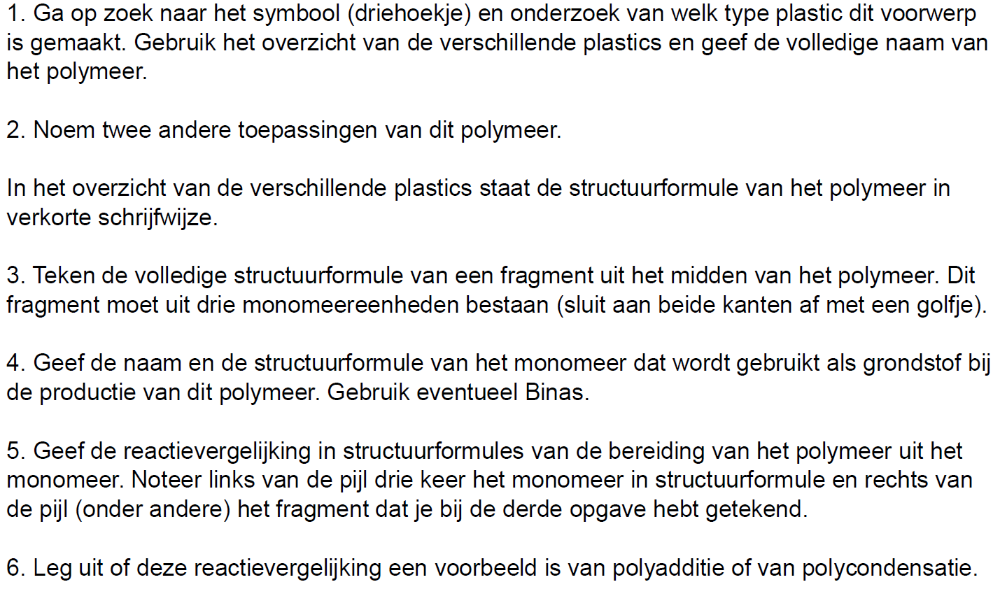 1. Ga op zoek naar het symbool (driehoekje) en onderzoek van welk type plastic dit voorwerp
is gemaakt. Gebruik het overzicht van de verschillende plastics en geef de volledige naam van
het polymeer.
2. Noem twee andere toepassingen van dit polymeer.
In het overzicht van de verschillende plastics staat de structuurformule van het polymeer in
verkorte schrijfwijze.
3. Teken de volledige structuurformule van een fragment uit het midden van het polymeer. Dit
fragment moet uit drie monomeereenheden bestaan (sluit aan beide kanten af met een golfje).
4. Geef de naam en de structuurformule van het monomeer dat wordt gebruikt als grondstof bij
de productie van dit polymeer. Gebruik eventueel Binas.
5. Geef de reactievergelijking in structuurformules van de bereiding van het polymeer uit het
monomeer. Noteer links van de pijl drie keer het monomeer in structuurformule en rechts van
de pijl (onder andere) het fragment dat je bij de derde opgave hebt getekend.
6. Leg uit of deze reactievergelijking een voorbeeld is van polyadditie of van polycondensatie.